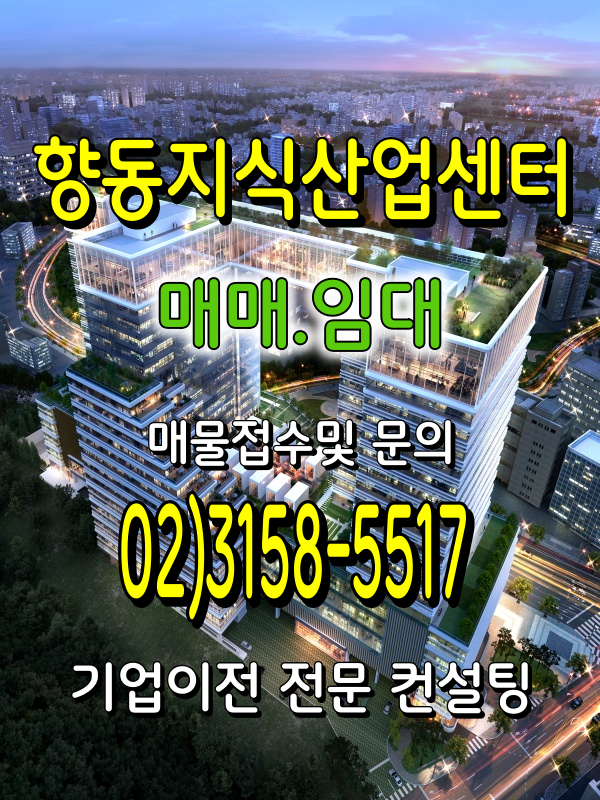 향동지식산업센터
매매.임대
매물접수및 문의
02)3158-5517
기업이전 전문 컨설팅